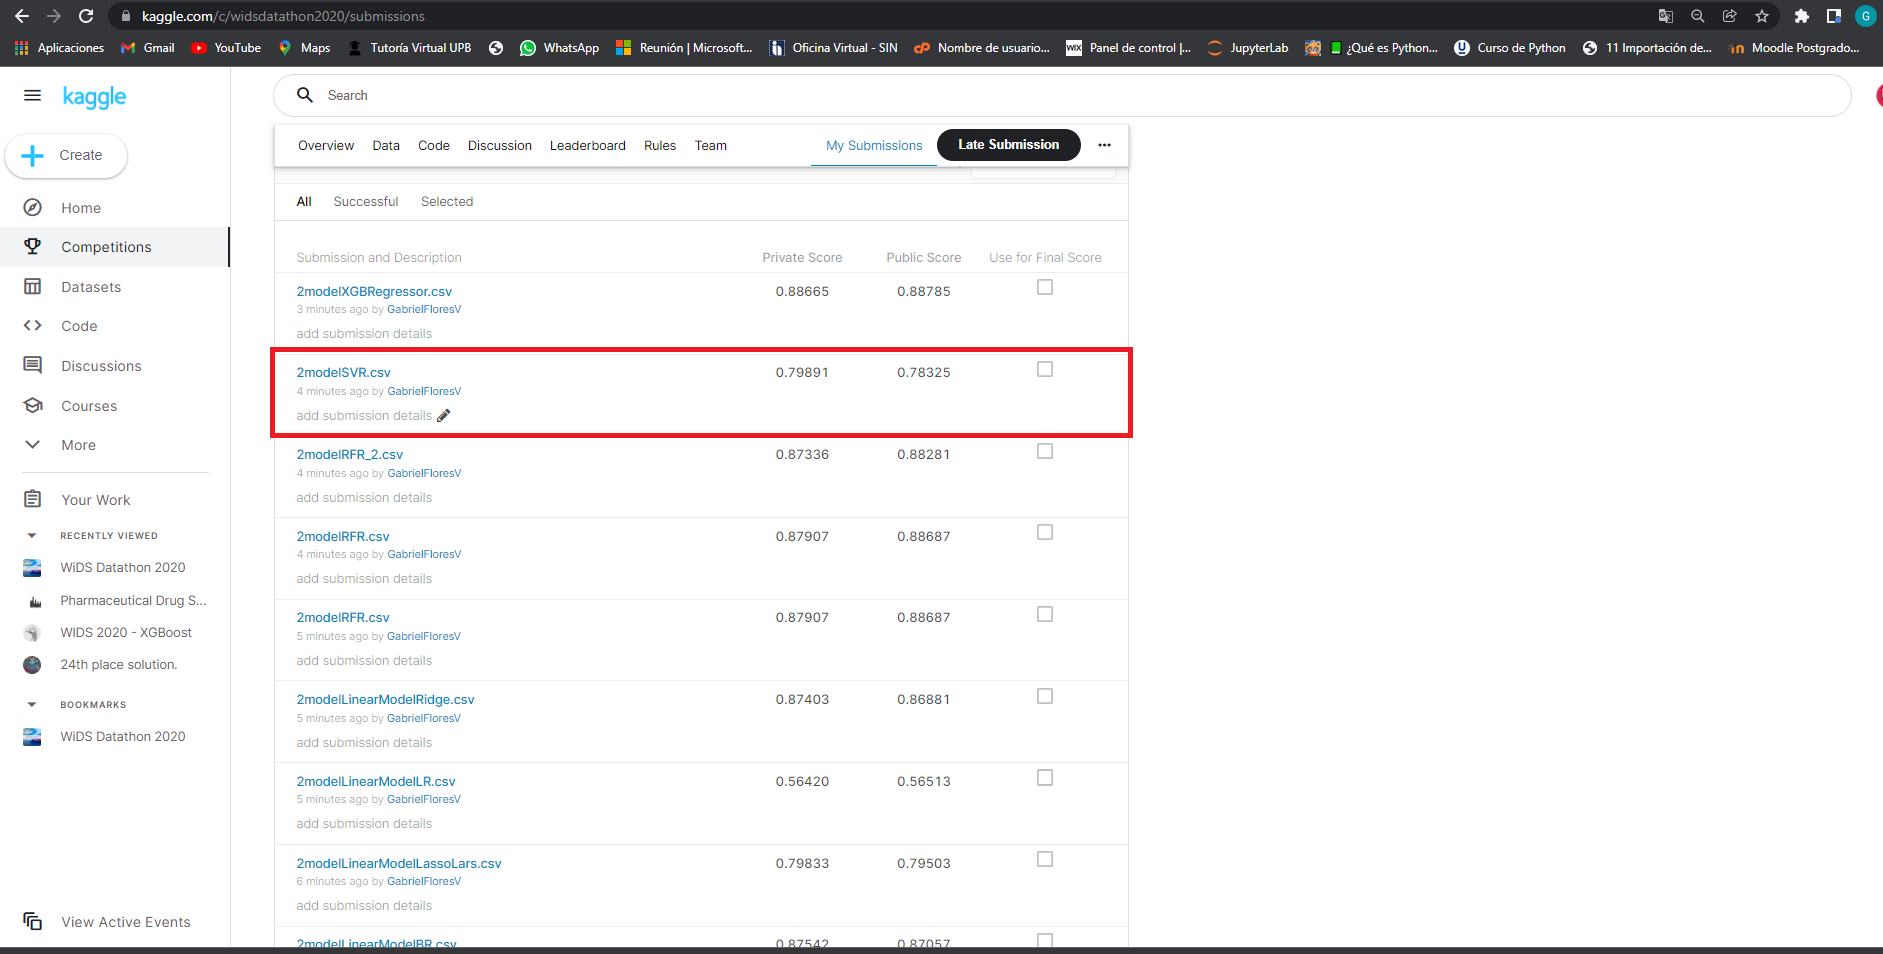 kaggle.com/c/widsdatathon2020/submissions
G
Aplicaciones Gmail YouTube Maps Tutoría Virtual UPB WhatsApp Reunión | Microsoft... Oficina Virtual - SIN Nombre de usuario... Panel de control |... JupyterLab ¿Qué es Python... Curso de Python 11 Importación de... Moodle Postgrado...
kaggle
Search
Create
Home
Competitions
Datasets
Code
Discussions
Courses
More
Your Work
RECENTLY VIEWED
WiDS Datathon 2020
Pharmaceutical Drug S...
WIDS 2020 - XGBoost
24th place solution.
BOOKMARKS
WiDS Datathon 2020
View Active Events
Overview Data Code Discussion Leaderboard Rules Team My Submissions Late Submission
All Successful Selected
Submission and Description Private Score Public Score Use for Final Score
2modelXGBRegressor.csv 0.88665 0.88785
3 minutes ago by GabrielFloresV
add submission details
2modelSVR.csv 0.79891 0.78325
4 minutes ago by GabrielFloresV
add submission details
2modelRFR_2.csv 0.87336 0.88281
4 minutes ago by GabrielFloresV
add submission details
2modelRFR.csv 0.87907 0.88687
4 minutes ago by GabrielFloresV
add submission details
2modelRFR.csv 0.87907 0.88687
5 minutes ago by GabrielFloresV
add submission details
2modelLinearModelRidge.csv 0.87403 0.86881
5 minutes ago by GabrielFloresV
add submission details
2modelLinearModelLR.csv 0.56420 0.56513
5 minutes ago by GabrielFloresV
add submission details
2modelLinearModelLassoLars.csv 0.79833 0.79503
6 minutes ago by GabrielFloresV
add submission details
2modelLinearModelBR.csv 0.87542 0.87057